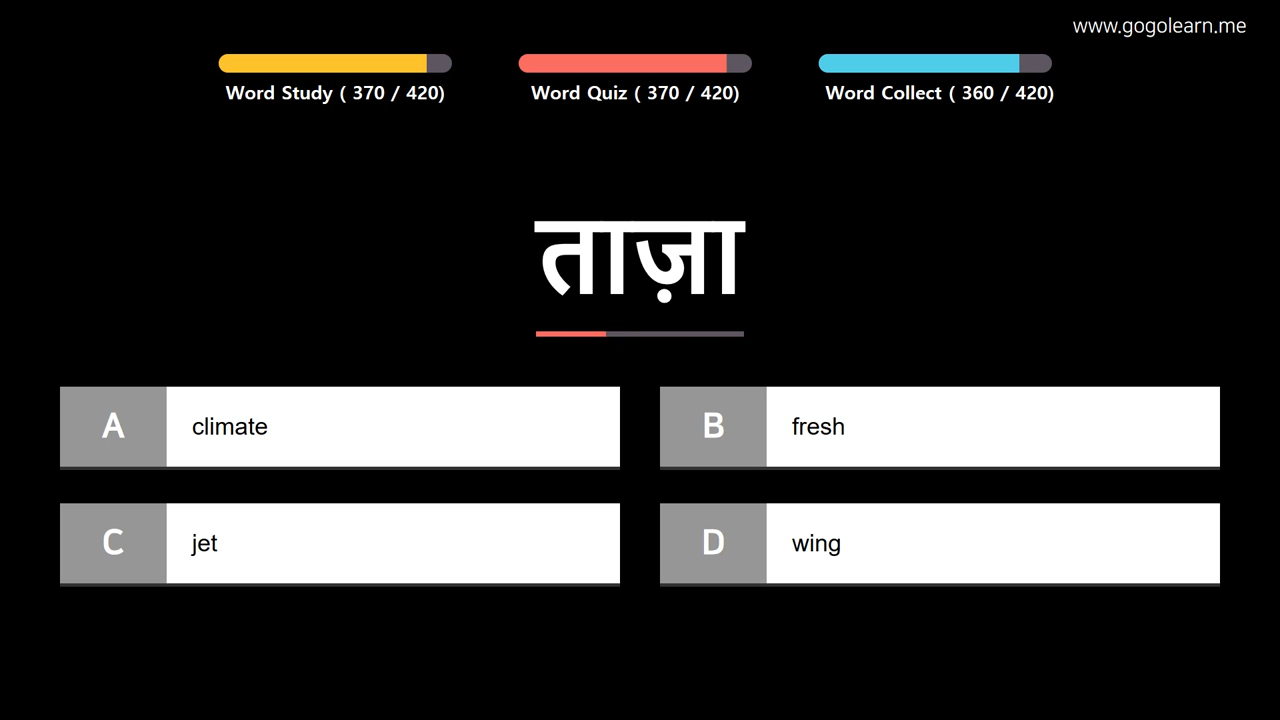 www.gogolearn.me
Word Study ( 370 / 420)
Word Quiz ( 370 / 420)
Word Collect ( 360 / 420)
ताज़ा
A climate
B fresh
C jet
D wing